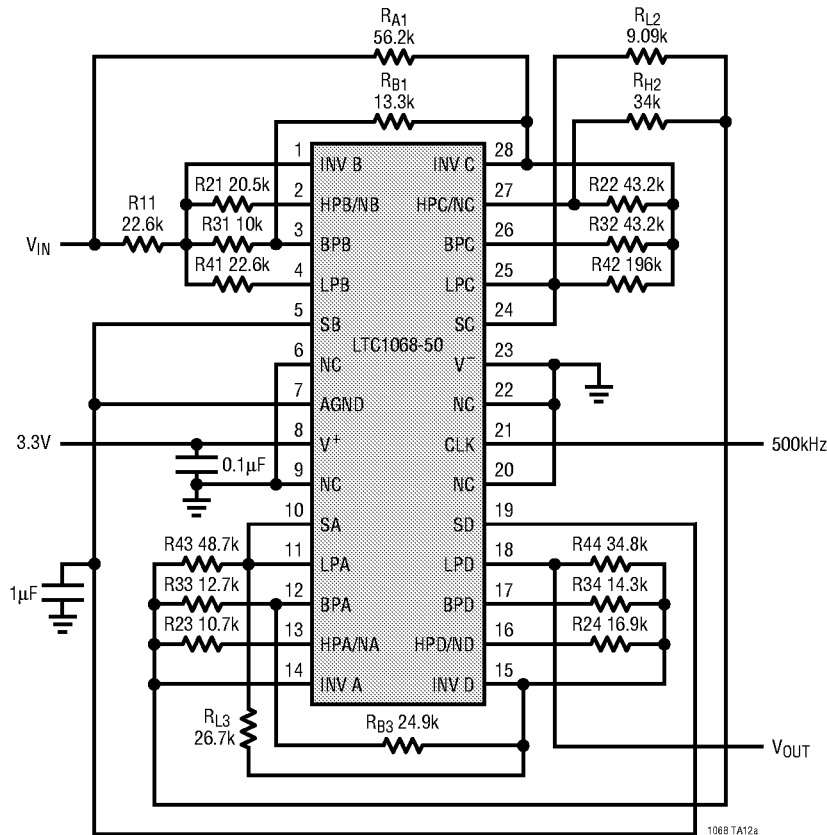 RA1
56.2k
RL2
9.09k
RB1
13.3k
RH2
34k
1 INV B INV C 28
R21 20.5k 2 HPB/NB HPC/NC 27 R22 43.2k
R11
22.6k
VIN
R31 10k 3 BPB BPC 26 R32 43.2k
R41 22.6k 4 LPB LPC 25 R42 196k
5 SB SC 24
LTC1068-50
6 NC V− 23
7 AGND NC 22
3.3V 8 V+ CLK 21 500kHz
0.1µF
9 NC NC 20
10 SA SD 19
R43 48.7k 11 LPA LPD 18 R44 34.8k
1µF
R33 12.7k 12 BPA BPD 17 R34 14.3k
R23 10.7k 13 HPA/NA HPD/ND 16 R24 16.9k
14 INV A INV D 15
RL3
26.7k
RB3 24.9k
VOUT
1068 TA12a